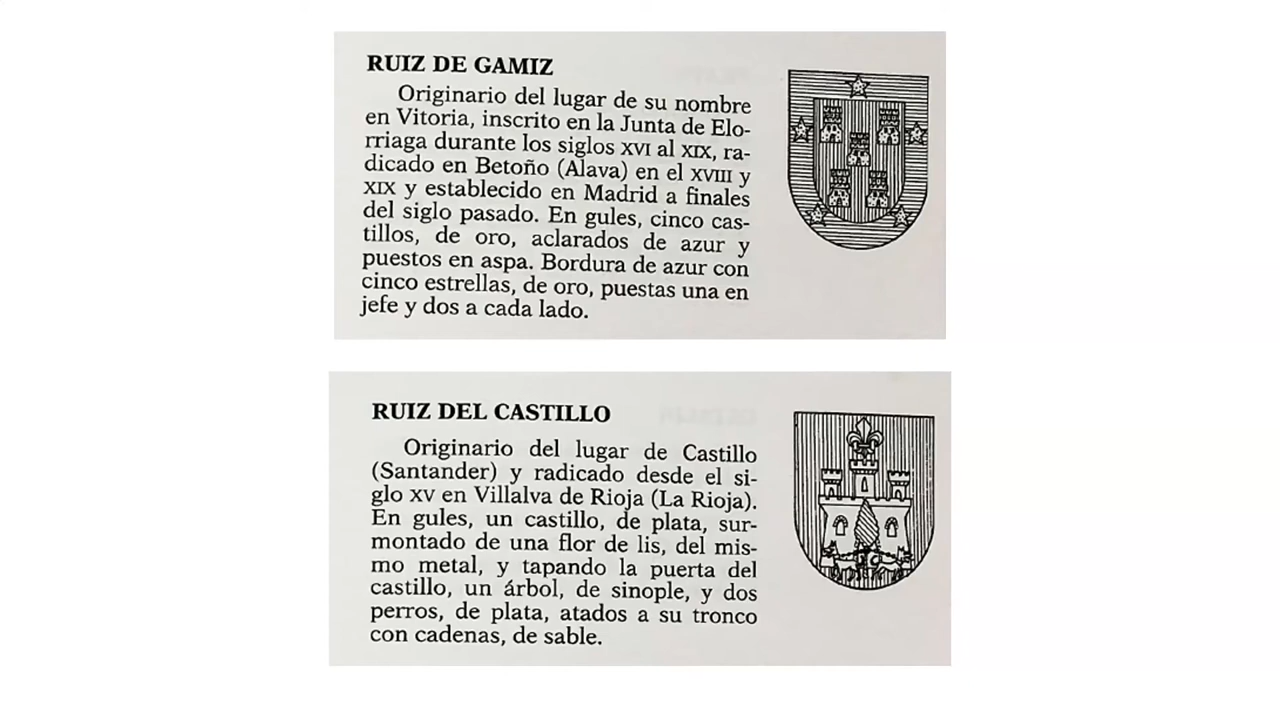 RUIZ DE GAMIZ
Originario del lugar de su nombre
en Vitoria, inscrito en la Junta de Elo-
rriaga durante los siglos XVI al XIX, ra-
dicado en Betoño (Alava) en el XVIII y
XIX y establecido en Madrid a finales
del siglo pasado. En gules, cinco cas-
tillos, de oro, aclarados de azur y
puestos en aspa. Bordura de azur con
cinco estrellas, de oro, puestas una en
jefe y dos a cada lado.
RUIZ DEL CASTILLO
Originario del lugar de Castillo
(Santander) y radicado desde el si-
glo XV en Villalva de Rioja (La Rioja).
En gules, un castillo, de plata, sur-
montado de una flor de lis, del mis-
mo metal, y tapando la puerta del
castillo, un árbol, de sinople, y dos
perros, de plata, atados a su tronco
con cadenas, de sable.